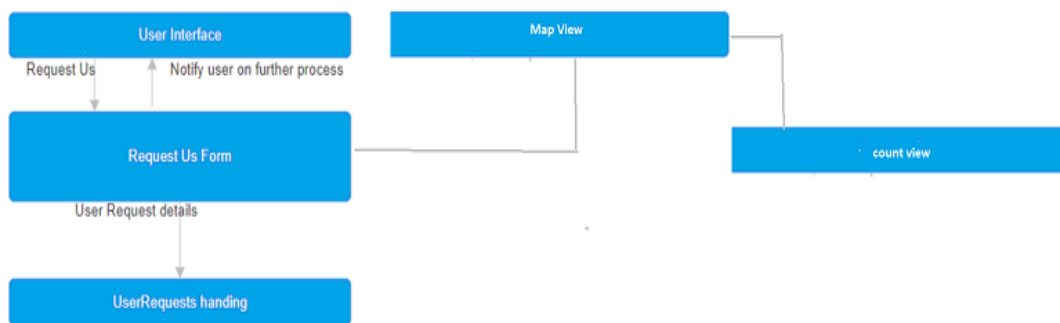 User Interface
Map View
Request Us
Notify user on further process
Request Us Form
count view
User Request details
UserRequests handing